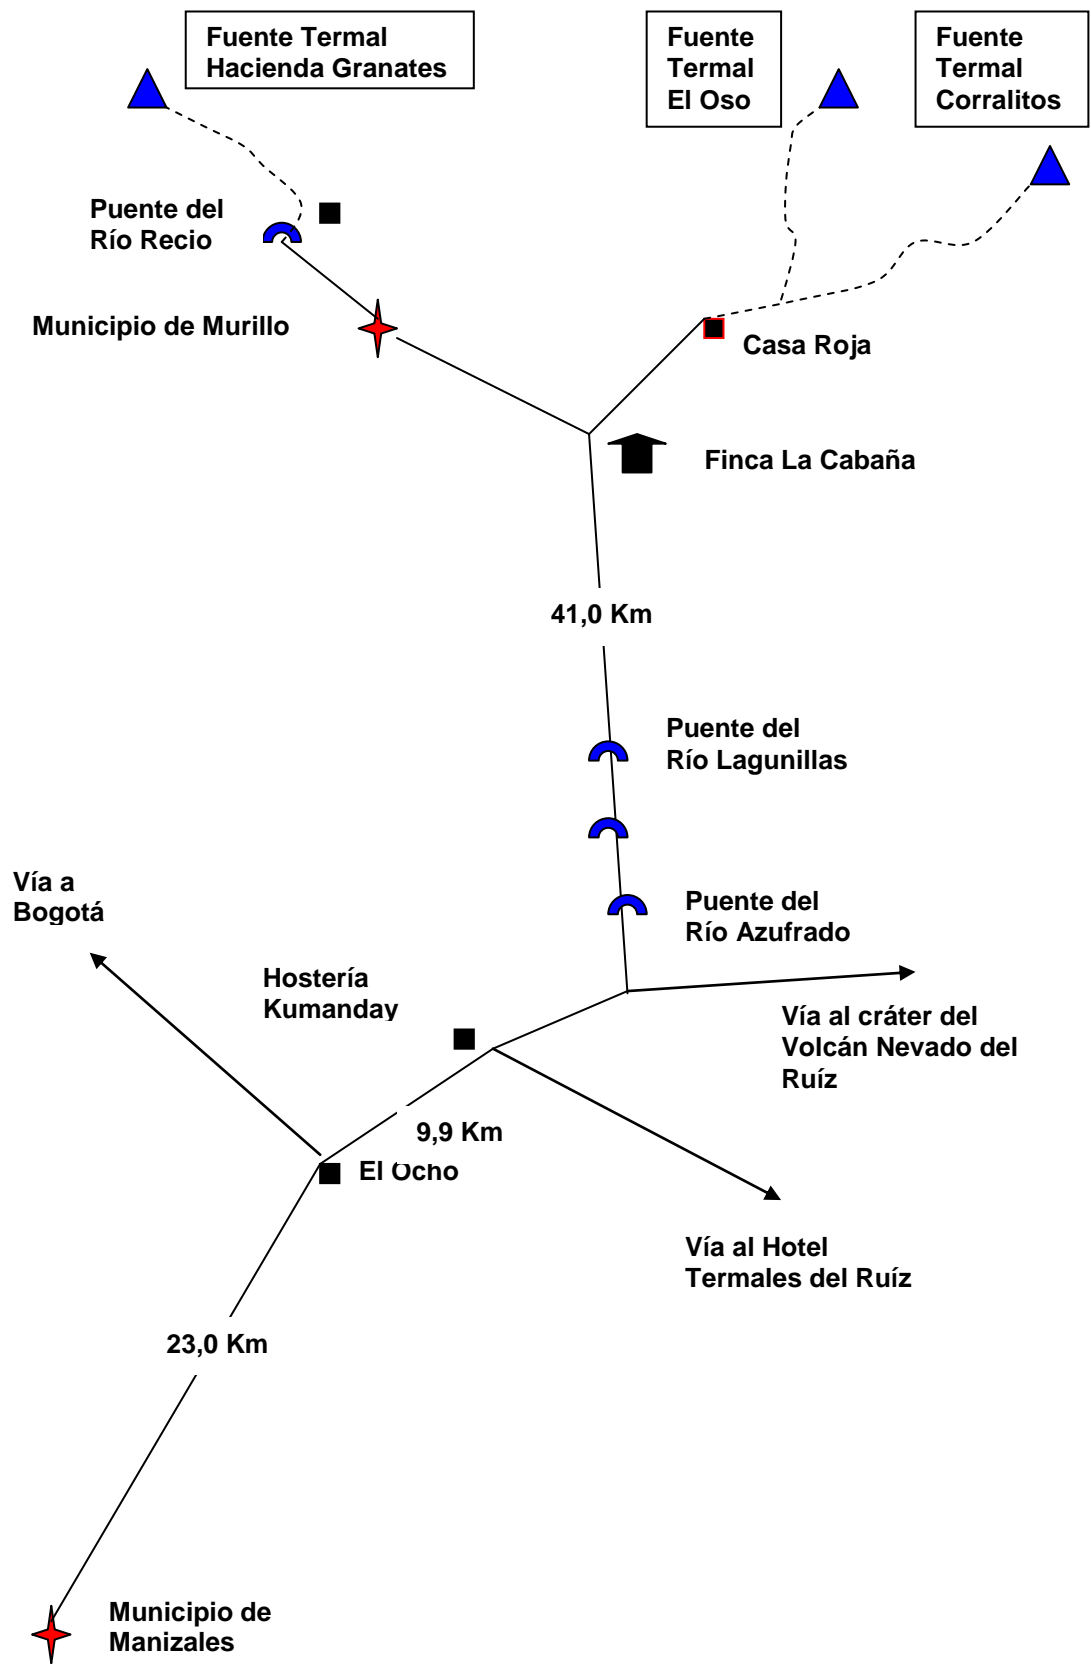 Fuente Termal
Hacienda Granates
Fuente
Termal
El Oso
Fuente
Termal
Corralitos
Puente del
Río Recio
Municipio de Murillo
Casa Roja
Finca La Cabaña
41,0 Km
Puente del
Río Lagunillas
Vía a
Bogotá
Puente del
Río Azufrado
Hostería
Kumanday
Vía al cráter del
Volcán Nevado del
Ruíz
9,9 Km
El Ocho
Vía al Hotel
Termales del Ruíz
23,0 Km
Municipio de
Manizales